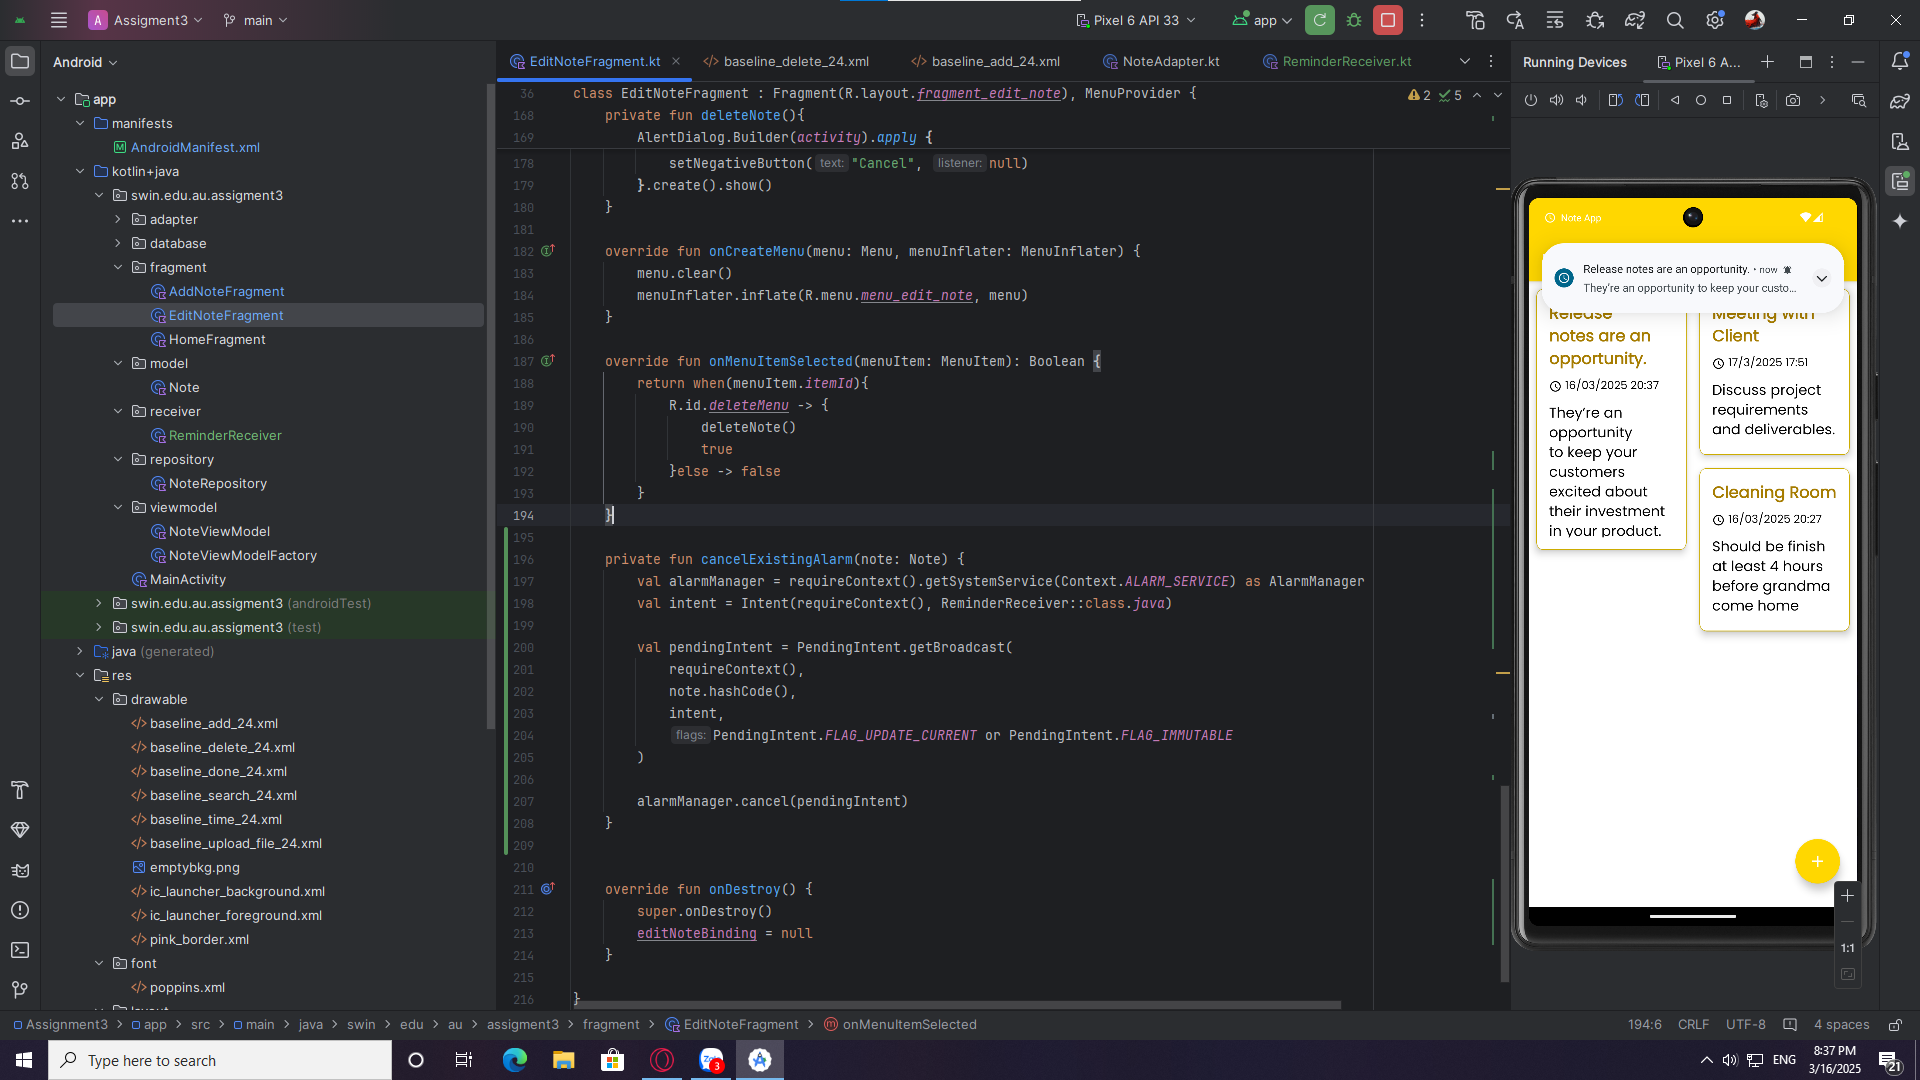 A Assigment3 main Pixel 6 API 33 app
Android
app
manifests
AndroidManifest.xml
kotlin+java
swin.edu.au.assigment3
adapter
database
fragment
AddNoteFragment
EditNoteFragment
HomeFragment
model
Note
receiver
ReminderReceiver
repository
NoteRepository
viewmodel
NoteViewModel
NoteViewModelFactory
MainActivity
swin.edu.au.assigment3 (androidTest)
swin.edu.au.assigment3 (test)
java (generated)
res
drawable
baseline_add_24.xml
baseline_delete_24.xml
baseline_done_24.xml
baseline_search_24.xml
baseline_time_24.xml
baseline_upload_file_24.xml
emptybkg.png
ic_launcher_background.xml
ic_launcher_foreground.xml
pink_border.xml
font
poppins.xml
EditNoteFragment.kt baseline_delete_24.xml baseline_add_24.xml NoteAdapter.kt ReminderReceiver.kt
2 5
36 class EditNoteFragment : Fragment(R.layout.fragment_edit_note), MenuProvider {
168 private fun deleteNote(){
169 AlertDialog.Builder(activity).apply {
178 setNegativeButton( text: "Cancel", listener: null)
179 }.create().show()
180 }
181
182 override fun onCreateMenu(menu: Menu, menuInflater: MenuInflater) {
183 menu.clear()
184 menuInflater.inflate(R.menu.menu_edit_note, menu)
185 }
186
187 override fun onMenuItemSelected(menuItem: MenuItem): Boolean {
188 return when(menuItem.itemId){
189 R.id.deleteMenu -> {
190 deleteNote()
191 true
192 }else -> false
193 }
194 }
195
196 private fun cancelExistingAlarm(note: Note) {
197 val alarmManager = requireContext().getSystemService(Context.ALARM_SERVICE) as AlarmManager
198 val intent = Intent(requireContext(), ReminderReceiver::class.java)
199
200 val pendingIntent = PendingIntent.getBroadcast(
201 requireContext(),
202 note.hashCode(),
203 intent,
204 flags: PendingIntent.FLAG_UPDATE_CURRENT or PendingIntent.FLAG_IMMUTABLE
205 )
206
207 alarmManager.cancel(pendingIntent)
208 }
209
210
211 override fun onDestroy() {
212 super.onDestroy()
213 editNoteBinding = null
214 }
215
216 }
Running Devices Pixel 6 A...
Note App
Release notes are an opportunity. • now
They're an opportunity to keep your custo...
Release
notes are an
opportunity.
16/03/2025 20:37
They're an
opportunity
to keep your
customers
excited about
their investment
in your product.
Meeting with
Client
17/3/2025 17:51
Discuss project
requirements
and deliverables.
Cleaning Room
16/03/2025 20:27
Should be finish
at least 4 hours
before grandma
come home
+
1:1
Assignment3 > app > src > main > java > swin > edu > au > assigment3 > fragment > EditNoteFragment > onMenuItemSelected
194:6 CRLF UTF-8 4 spaces
Type here to search
3
ENG
8:37 PM
3/16/2025
21